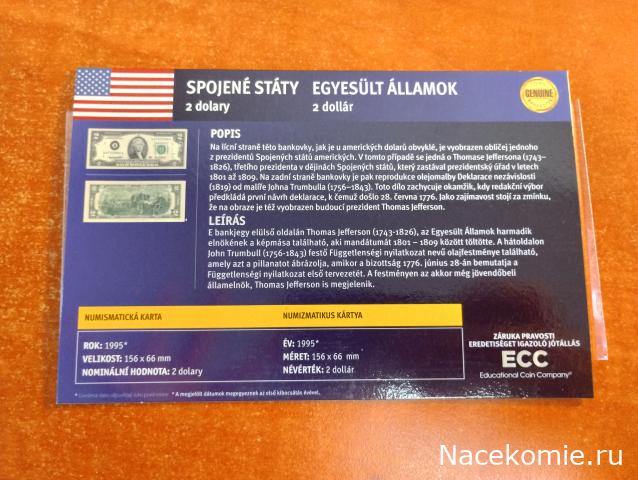 SPOJENÉ STÁTY EGYESÜLT ÁLLAMOK
2 dolary 2 dollár
GENUINE
POPIS
Na lícní straně této bankovky, jak je u amerických dolarů obvyklé, je vyobrazen obličej jednoho
z prezidentů Spojených států amerických. V tomto případě se jedná o Thomase Jeffersona (1743–
1826), třetího prezidenta v dějinách Spojených států, který zastával prezidentský úřad v letech
1801 až 1809. Na zadní straně bankovky je pak reprodukce olejomalby Deklarace nezávislosti
(1819) od malíře Johna Trumbulla (1756–1843). Toto dílo zachycuje okamžik, kdy redakční výbor
předkládá první návrh deklarace, k čemuž došlo 28. června 1776. Jako zajímavost stojí za zmínku,
že na obraze je též vyobrazen budoucí prezident Thomas Jefferson.
LEÍRÁS
E bankjegy elülső oldalán Thomas Jefferson (1743-1826), az Egyesült Államok harmadik
elnökének a képmása található, aki mandátumát 1801 – 1809 között töltötte. A hátoldalon
John Trumbull (1756-1843) festő Függetlenségi nyilatkozat nevű olajfestménye található,
amely azt a pillanatot ábrázolja, amikor a bizottság 1776. június 28-án bemutatja a
Függetlenségi nyilatkozat első tervezetét. A festményen az akkor még jövendőbeli
államelnök, Thomas Jefferson is megjelenik.
NUMISMATICKÁ KARTA NUMIZMATIKUS KÁRTYA
ROK: 1995* ÉV: 1995*
VELIKOST: 156 x 66 mm MÉRET: 156 x 66 mm
NOMINÁLNÍ HODNOTA: 2 dolary NÉVÉRTÉK: 2 dollár
ZÁRUKA PRAVOSTI
EREDETISÉGET IGAZOLÓ JÓTÁLLÁS
ECC
Educational Coin Company®
* A megjelölt dátumok megegyeznek az első kibocsátás évével.
Nacekomie.ru